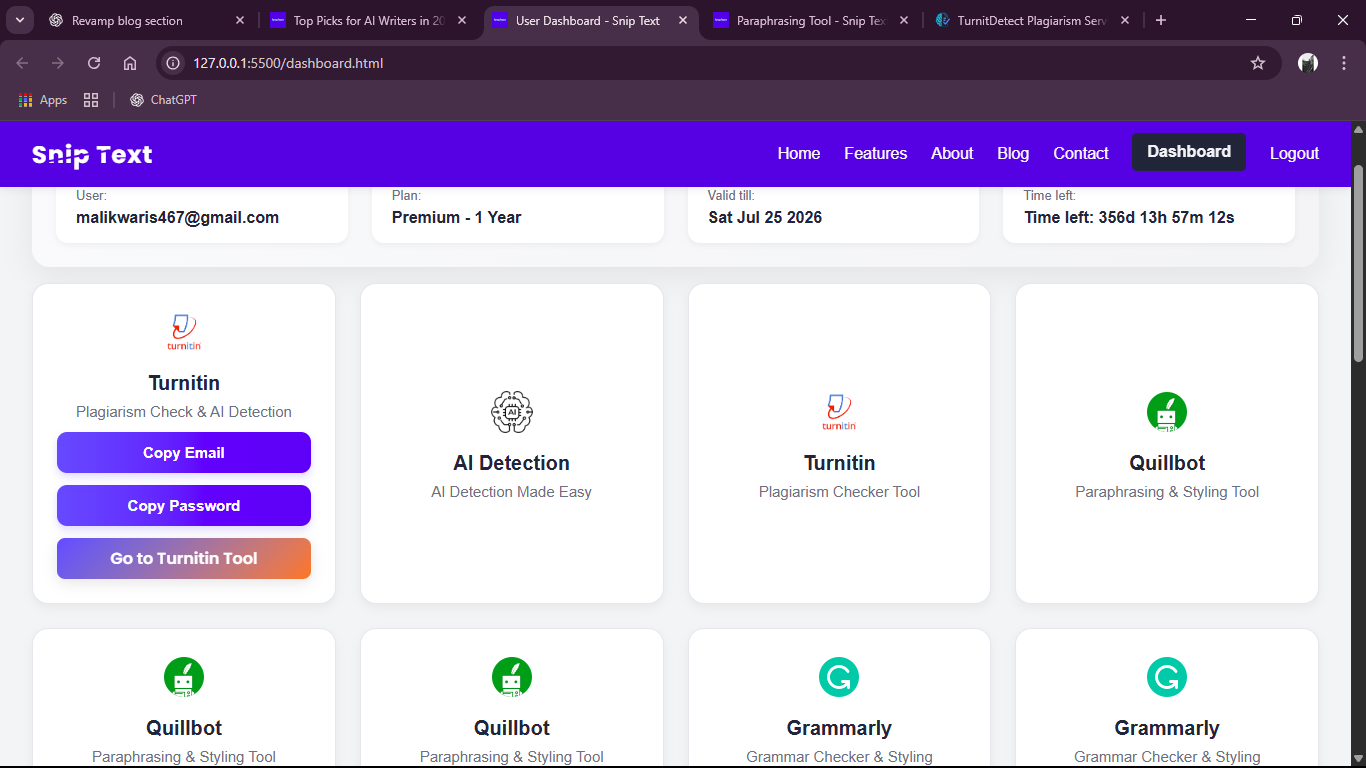 Revamp blog section
Top Picks for AI Writers in 20
User Dashboard - Snip Text
Paraphrasing Tool - Snip Tex
TurnitDetect Plagiarism Serv
127.0.0.1:5500/dashboard.html
Apps
ChatGPT
Snip Text
Home
Features
About
Blog
Contact
Dashboard
Logout
User:
malikwaris467@gmail.com
Plan:
Premium - 1 Year
Valid till:
Sat Jul 25 2026
Time left:
Time left: 356d 13h 57m 12s
turnitin
Turnitin
Plagiarism Check & AI Detection
Copy Email
Copy Password
Go to Turnitin Tool
AI
AI Detection
AI Detection Made Easy
turnitin
Turnitin
Plagiarism Checker Tool
Quillbot
Paraphrasing & Styling Tool
Quillbot
Paraphrasing & Styling Tool
Quillbot
Paraphrasing & Styling Tool
Grammarly
Grammar Checker & Styling
Grammarly
Grammar Checker & Styling